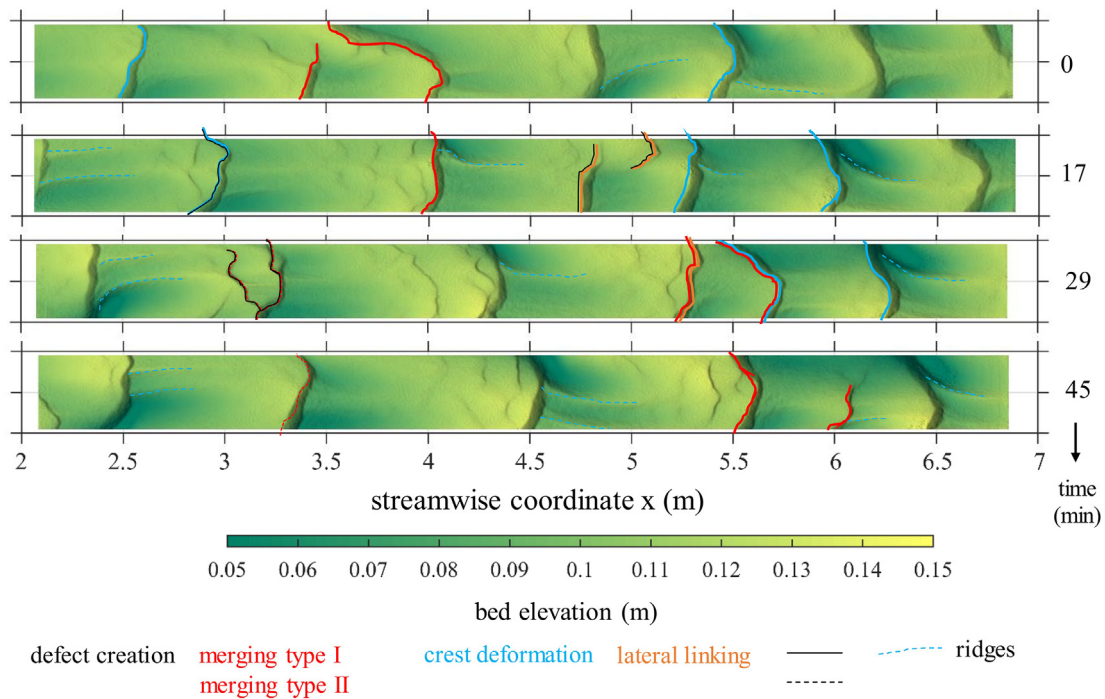 0
17
29
45
2 2.5 3 3.5 4 4.5 5 5.5 6 6.5 7
streamwise coordinate x (m)
time
(min)
0.05 0.06 0.07 0.08 0.09 0.1 0.11 0.12 0.13 0.14 0.15
bed elevation (m)
defect creation merging type I crest deformation lateral linking ridges
merging type II